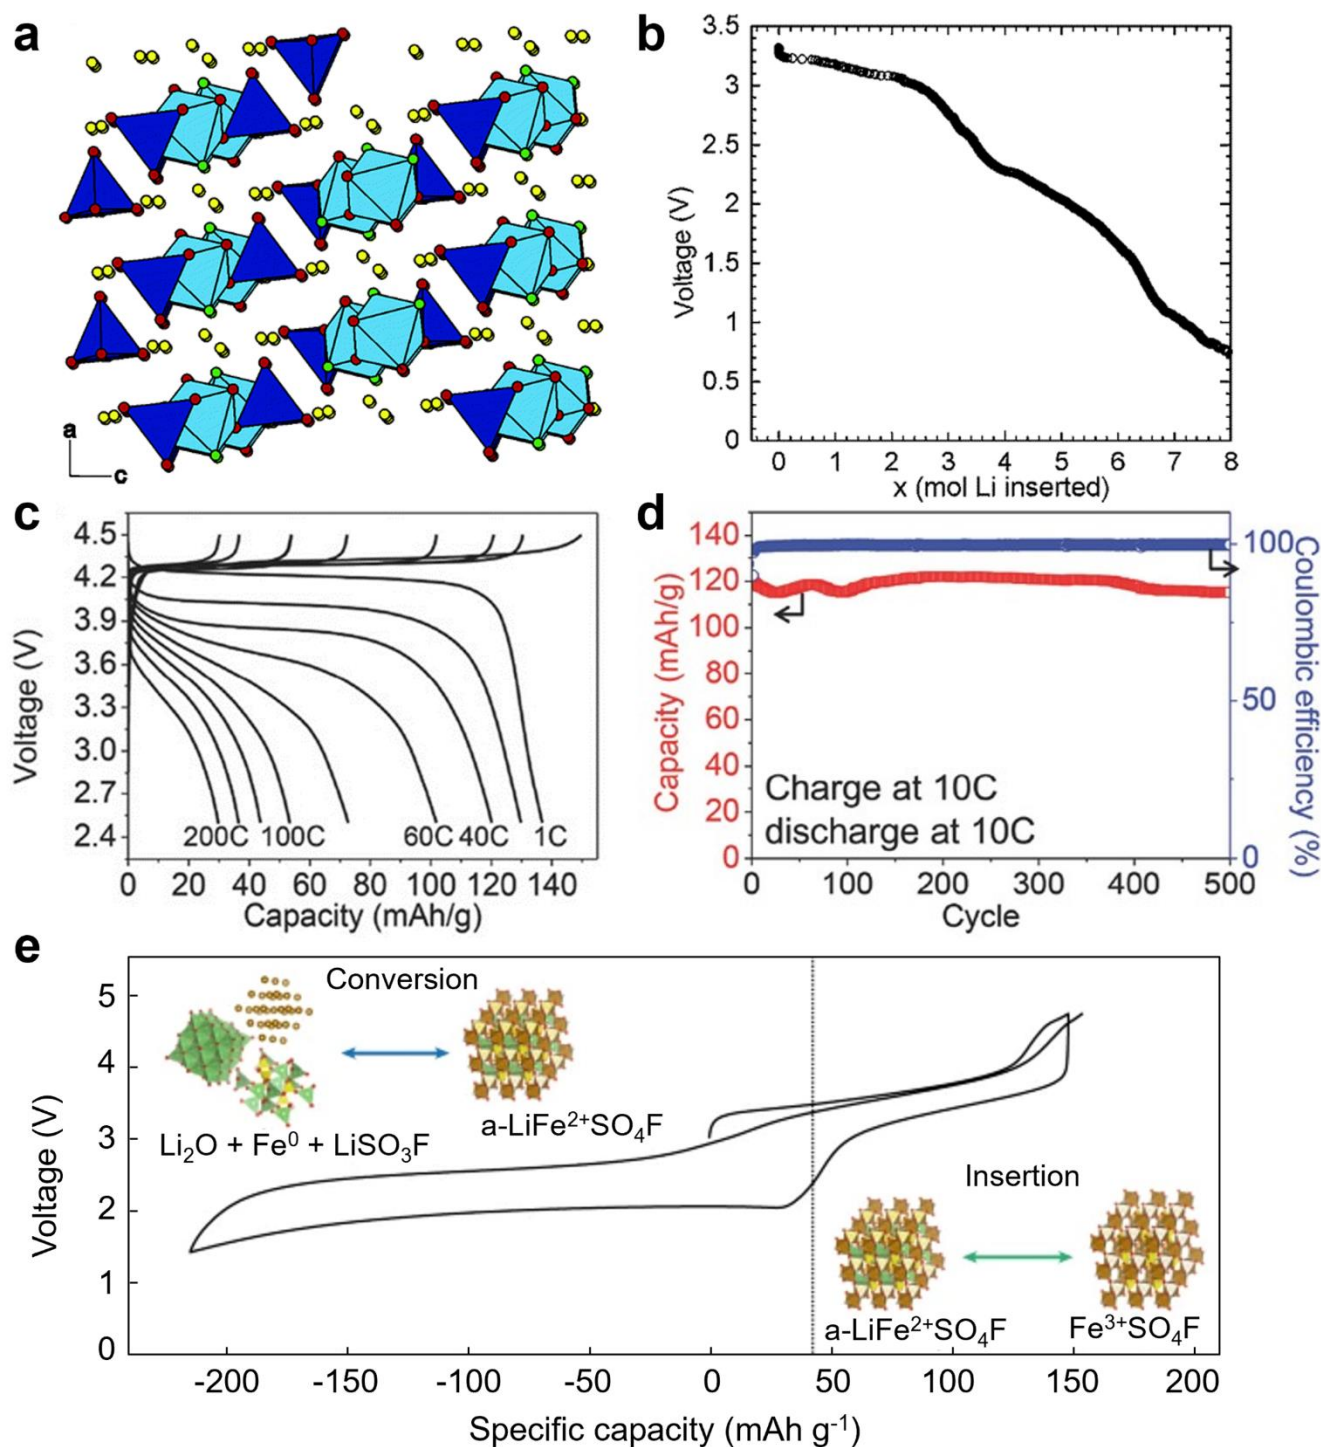 a
a
c
b
3.5
3
2.5
2
1.5
1
0.5
0
Voltage (V)
0 1 2 3 4 5 6 7 8
x (mol Li inserted)
c
4.5
4.2
3.9
3.6
3.3
3.0
2.7
2.4
Voltage (V)
200C 100C 60C 40C 1C
0 20 40 60 80 100 120 140
Capacity (mAh/g)
d
140
120
100
80
60
40
20
0
Capacity (mAh/g)
100
50
0
Coulombic efficiency (%)
Charge at 10C
discharge at 10C
0 100 200 300 400 500
Cycle
e
5
4
3
2
1
0
Voltage (V)
Conversion
Li₂O + Fe⁰ + LiSO₃F
a-LiFe²⁺SO₄F
Insertion
a-LiFe²⁺SO₄F
Fe³⁺SO₄F
-200 -150 -100 -50 0 50 100 150 200
Specific capacity (mAh g⁻¹)